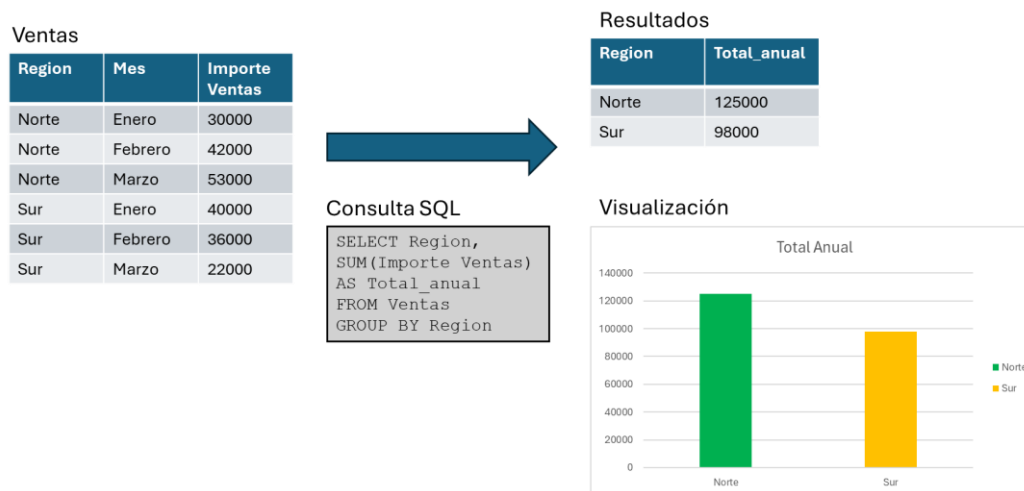 Ventas
Region Mes Importe
Ventas
Norte Enero 30000
Norte Febrero 42000
Norte Marzo 53000
Sur Enero 40000
Sur Febrero 36000
Sur Marzo 22000
Consulta SQL
SELECT Region,
SUM(Importe Ventas)
AS Total_anual
FROM Ventas
GROUP BY Region
Resultados
Region Total_anual
Norte 125000
Sur 98000
Visualización
Total Anual
140000
120000
100000
80000
60000
40000
20000
0
Norte Sur
Norte
Sur